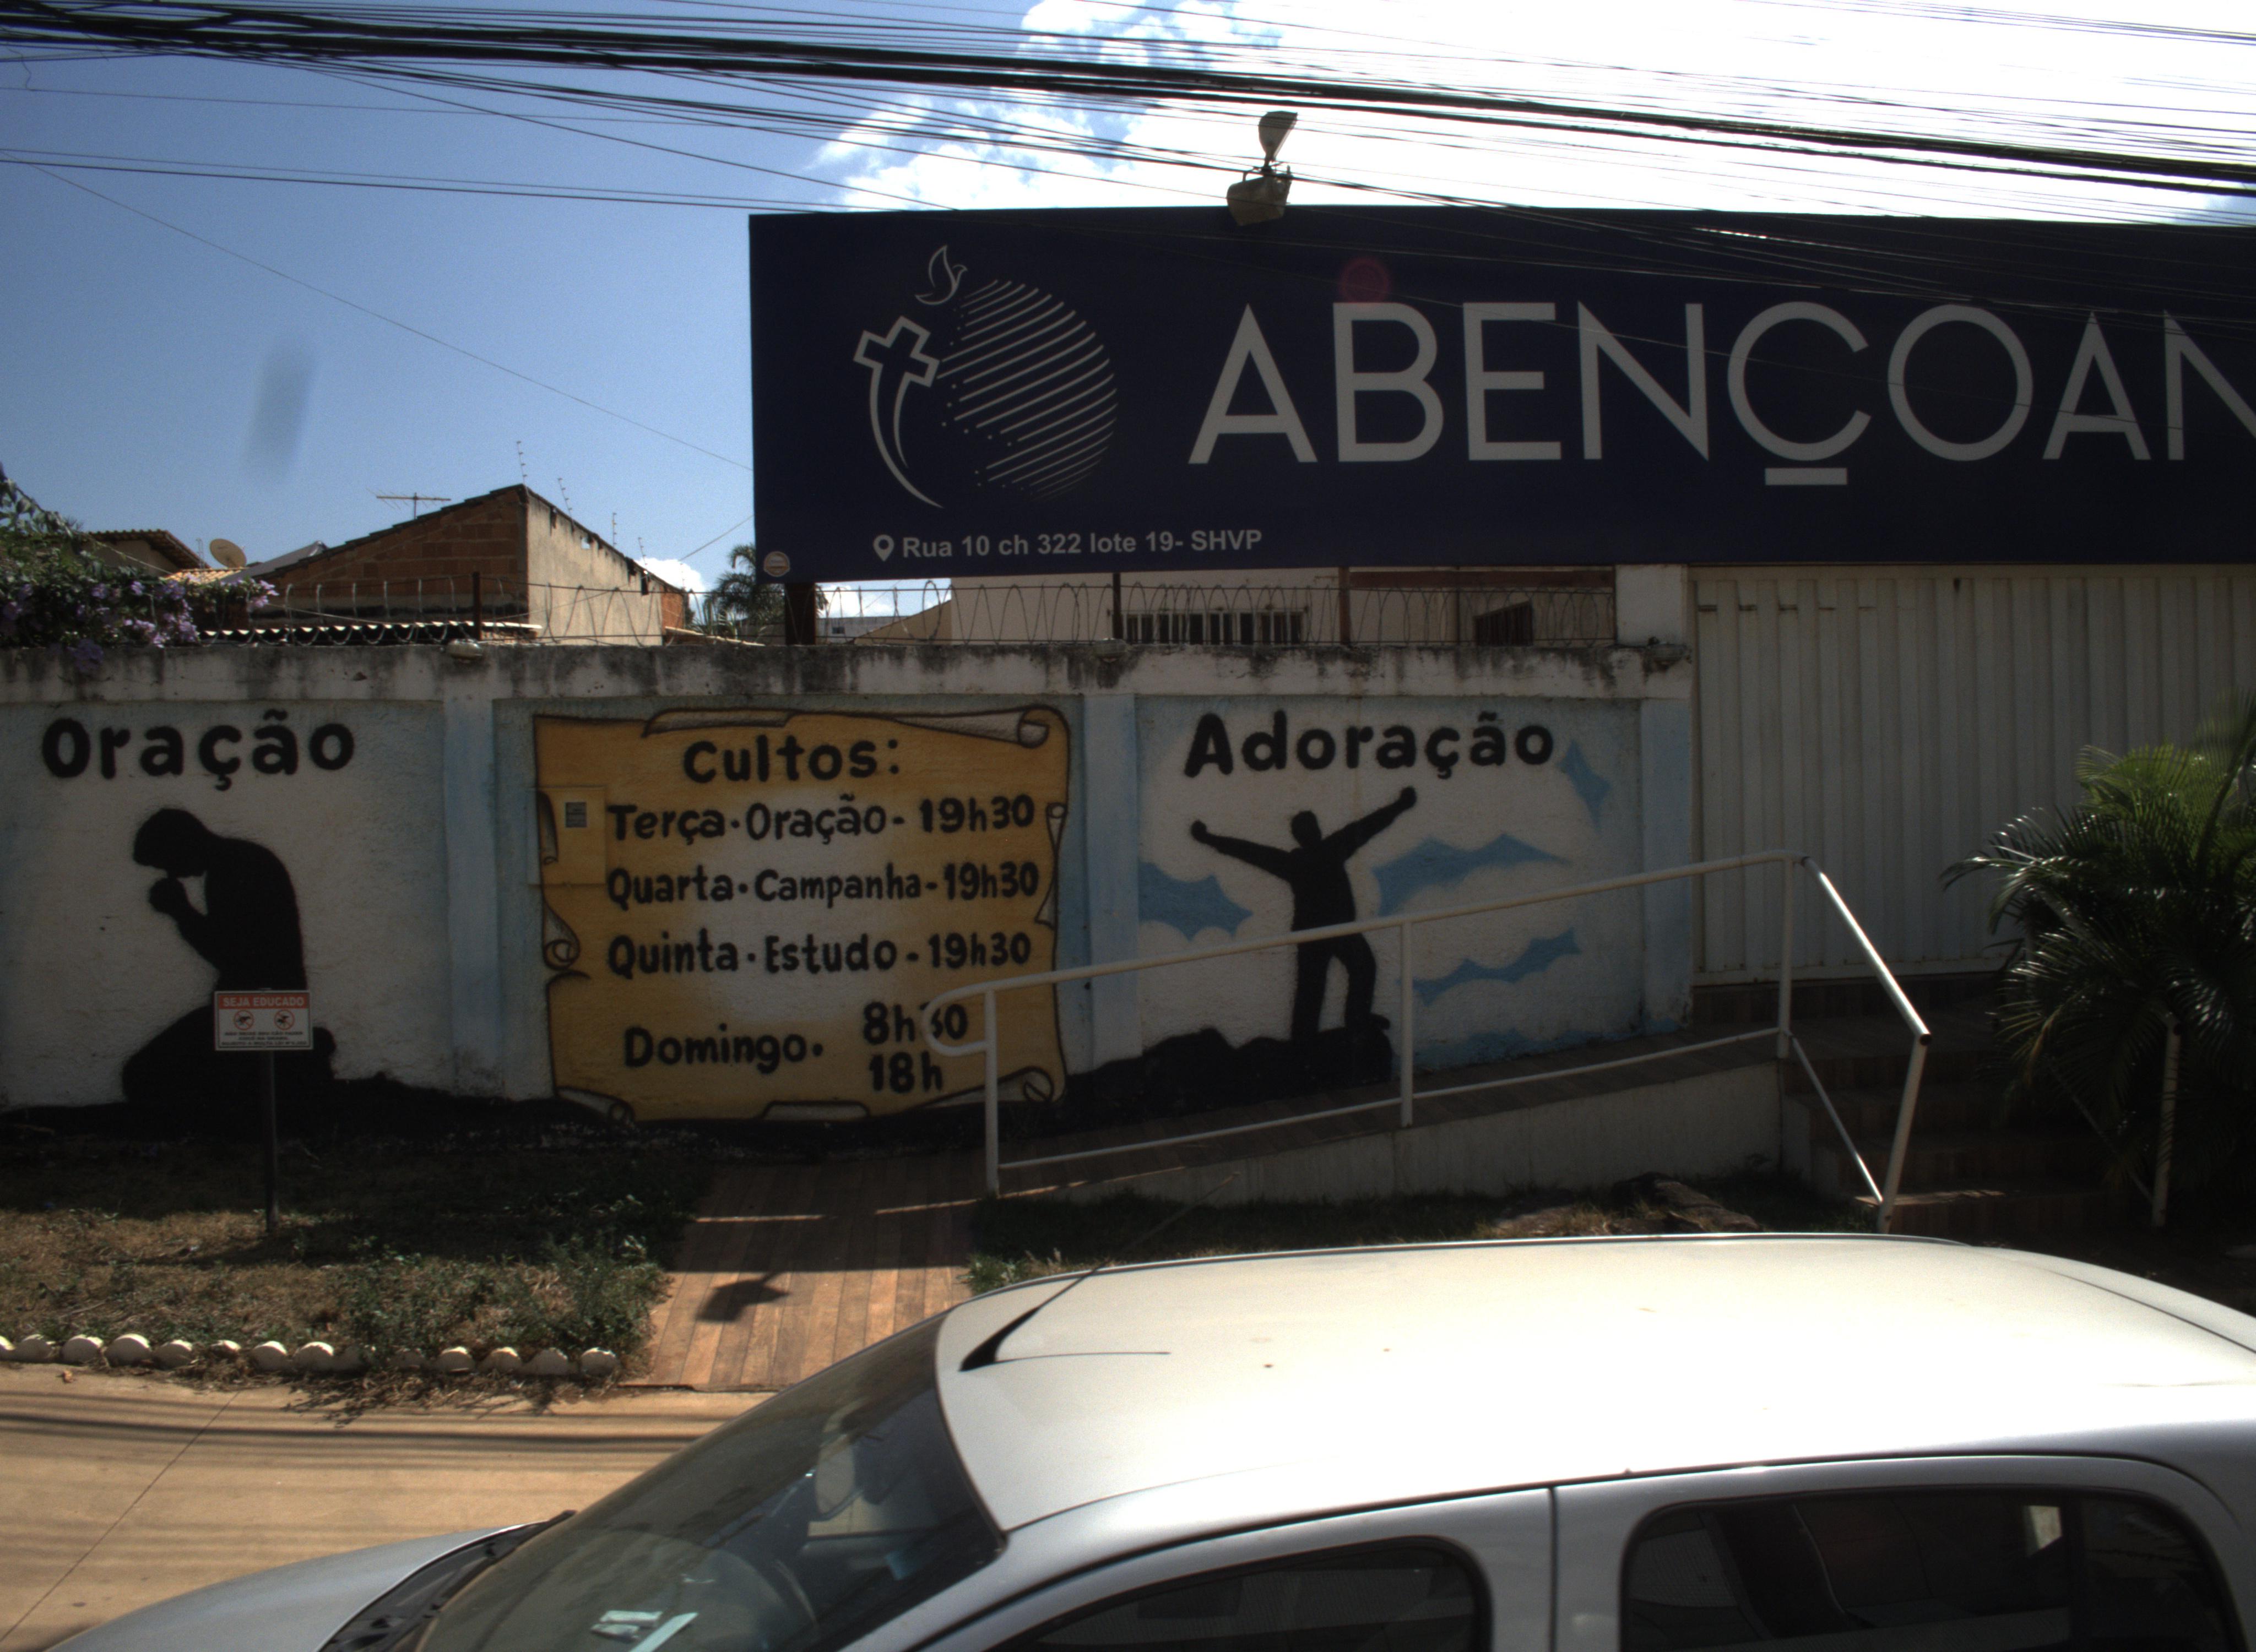 ABENÇOAN
Rua 10 ch 322 lote 19- SHVP
Oração
Cultos:
Terça·Oração- 19h30
Quarta·Campanha-19h30
Quinta·Estudo-19h30
Domingo· 8h30
18h
Adoração
SEJA EDUCADO